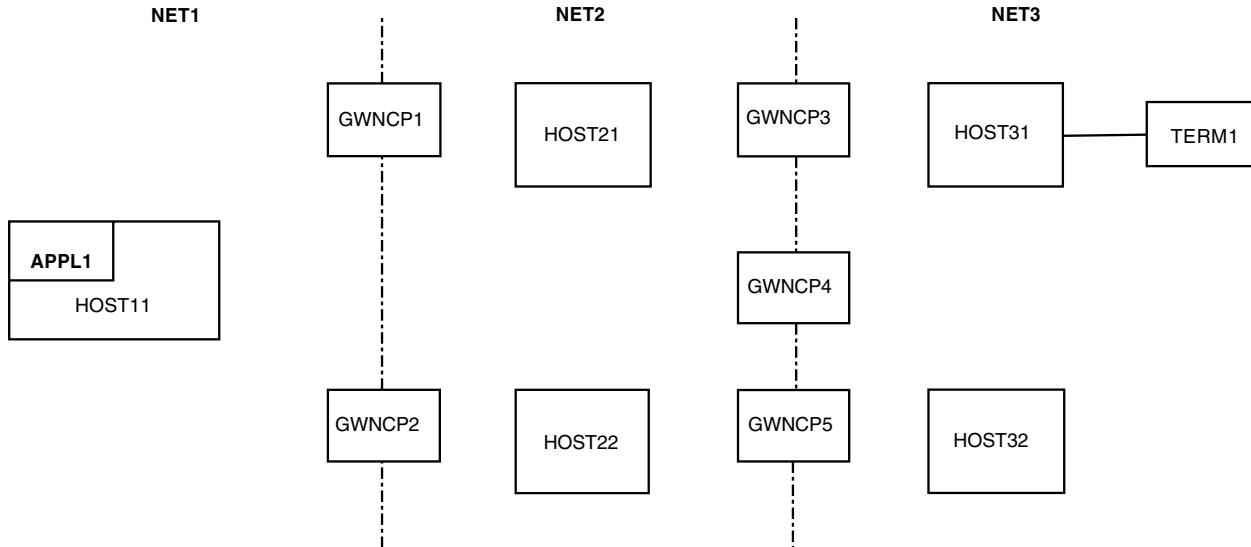 NET1
NET2
NET3
GWNCP1
HOST21
GWNCP3
HOST31
TERM1
APPL1
HOST11
GWNCP4
GWNCP2
HOST22
GWNCP5
HOST32